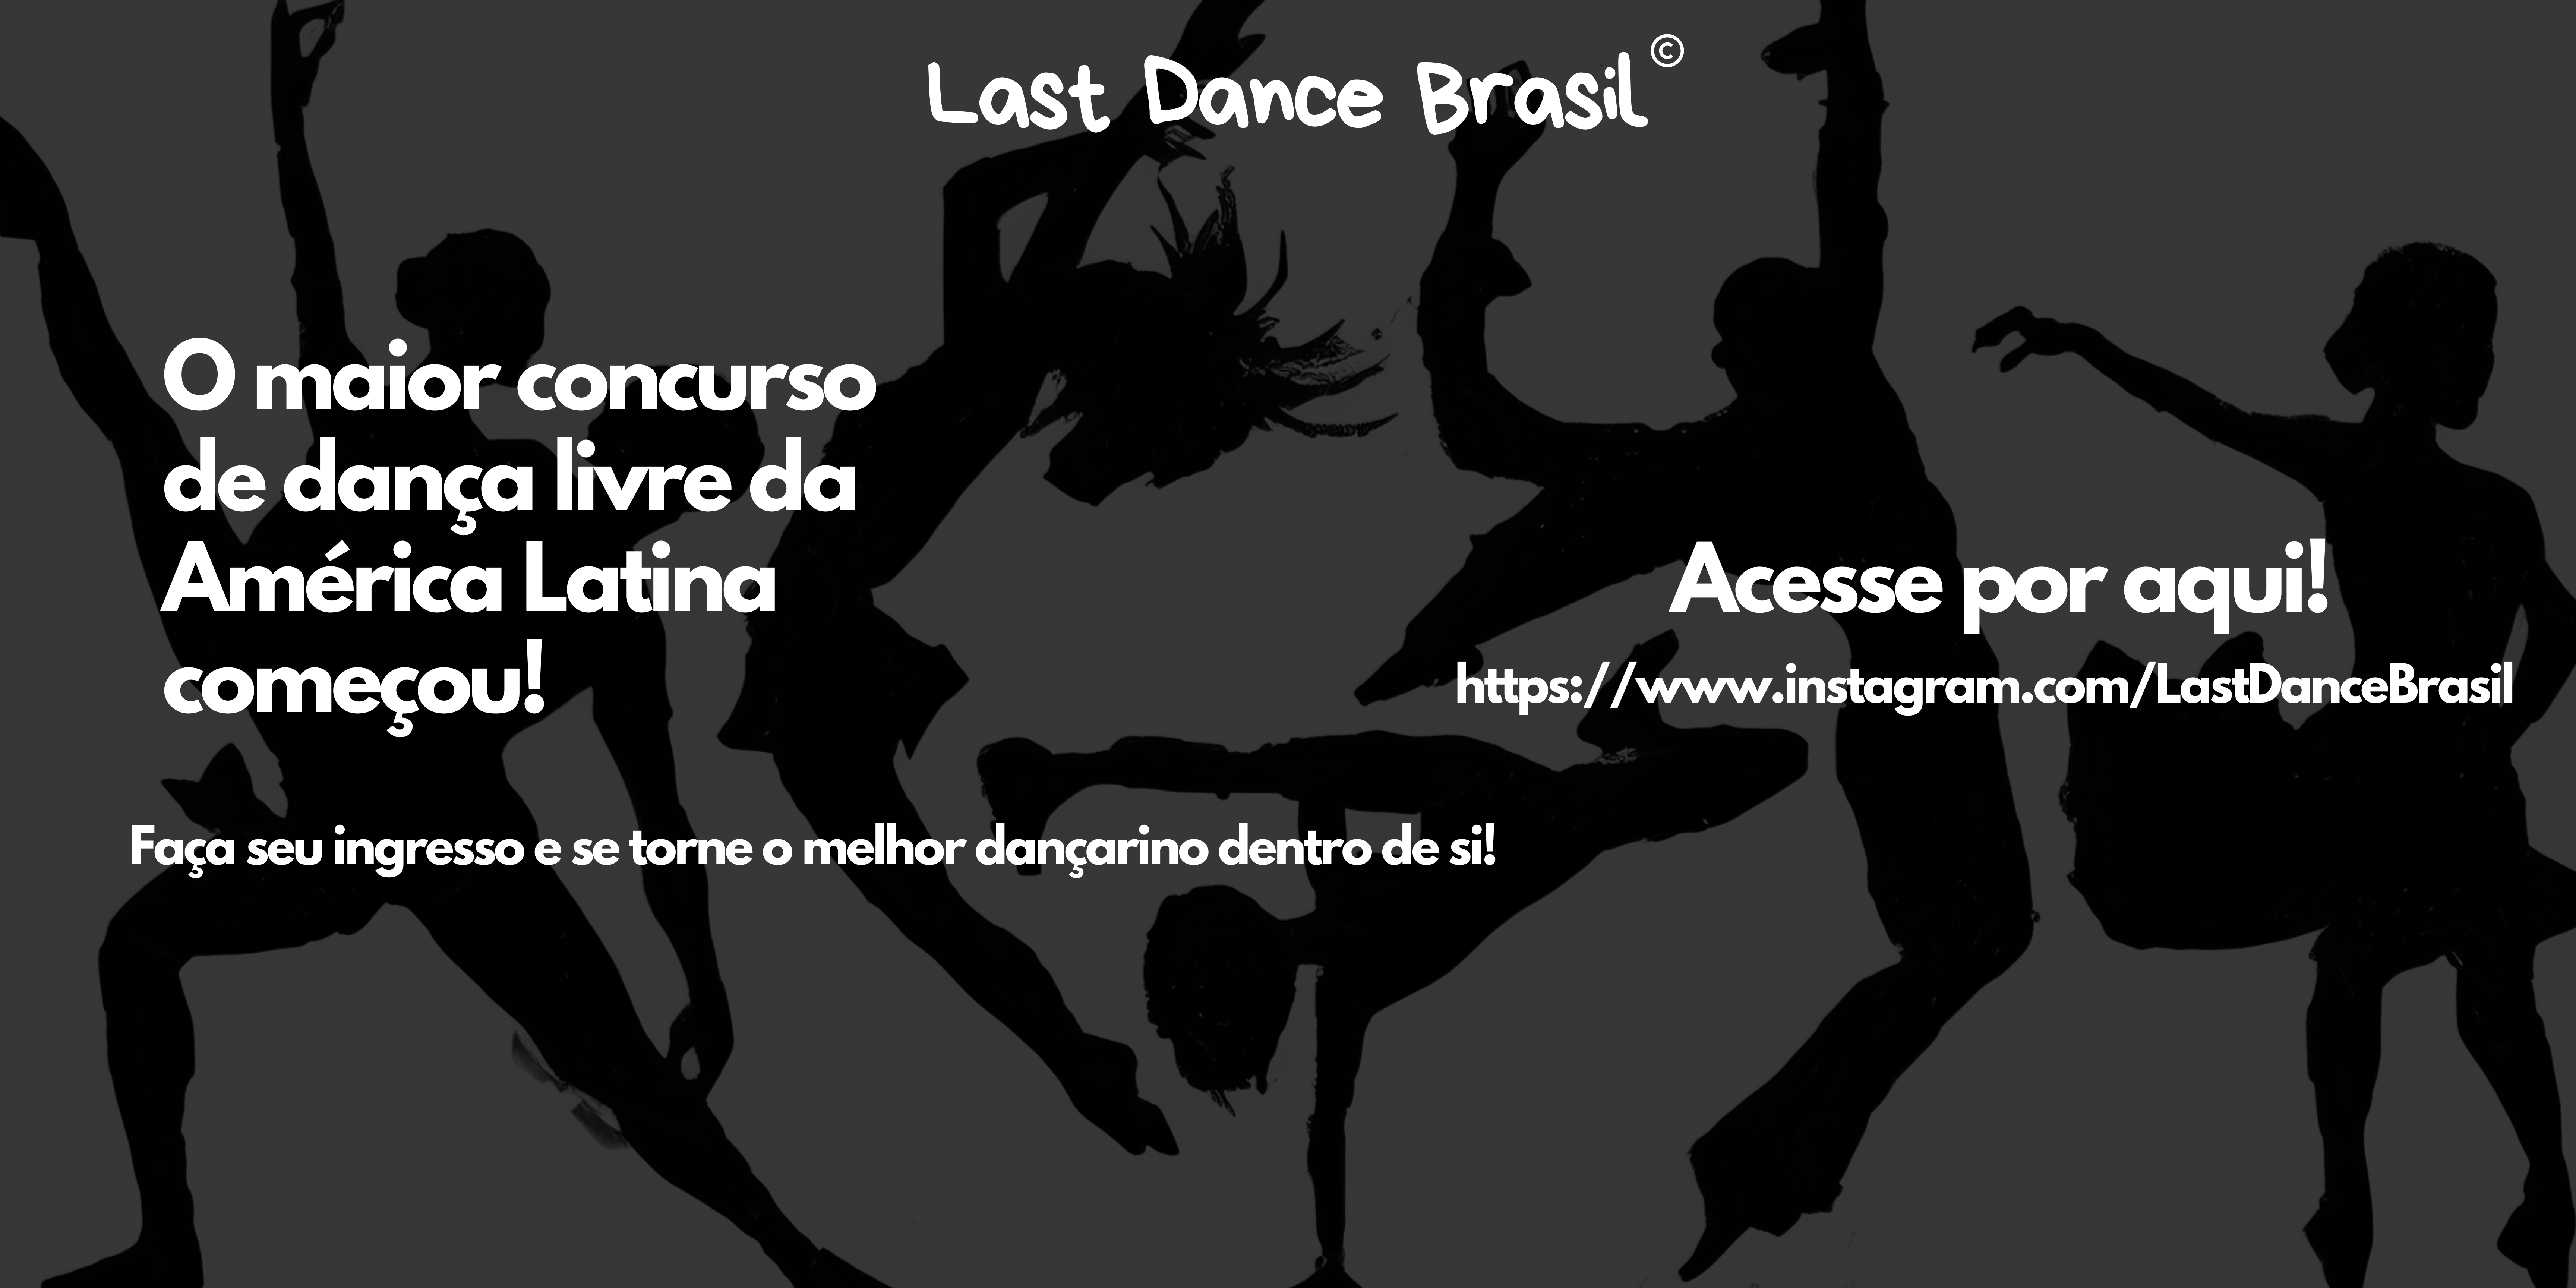 Last Dance Brasil©
O maior concurso
de dança livre da
América Latina
começou!
Acesse por aqui!
https://www.instagram.com/LastDanceBrasil
Faça seu ingresso e se torne o melhor dançarino dentro de si!